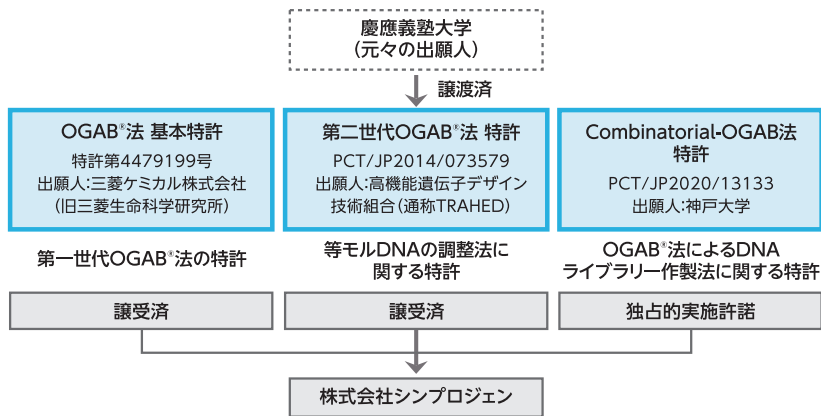 慶應義塾大学
(元々の出願人)
譲渡済
OGAB®法 基本特許
特許第4479199号
出願人:三菱ケミカル株式会社
(旧三菱生命科学研究所)
第二世代OGAB®法 特許
PCT/JP2014/073579
出願人:高機能遺伝子デザイン
技術組合(通称TRAHED)
Combinatorial-OGAB法
特許
PCT/JP2020/13133
出願人:神戸大学
第一世代OGAB®法の特許
等モルDNAの調整法に
関する特許
OGAB®法によるDNA
ライブラリー作製法に関する特許
譲受済
譲受済
独占的実施許諾
株式会社シンプロジェン